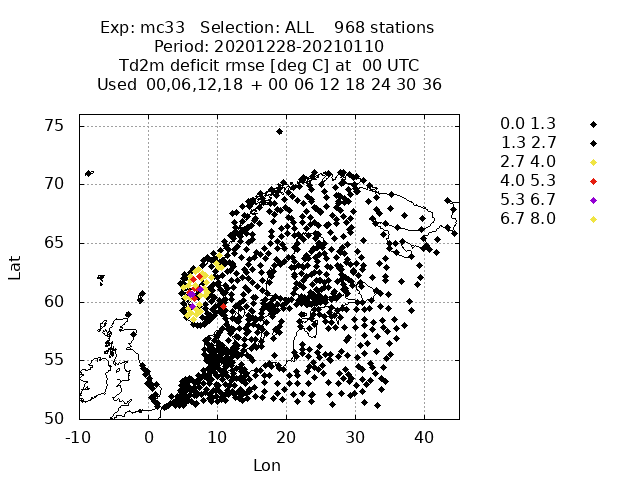 Exp: mc33 Selection: ALL 968 stations
Period: 20201228-20210110
Td2m deficit rmse [deg C] at 00 UTC
Used 00,06,12,18 + 00 06 12 18 24 30 36
0.0 1.3
1.3 2.7
2.7 4.0
4.0 5.3
5.3 6.7
6.7 8.0
75
70
65
60
55
50
Lat
-10 0 10 20 30 40
Lon